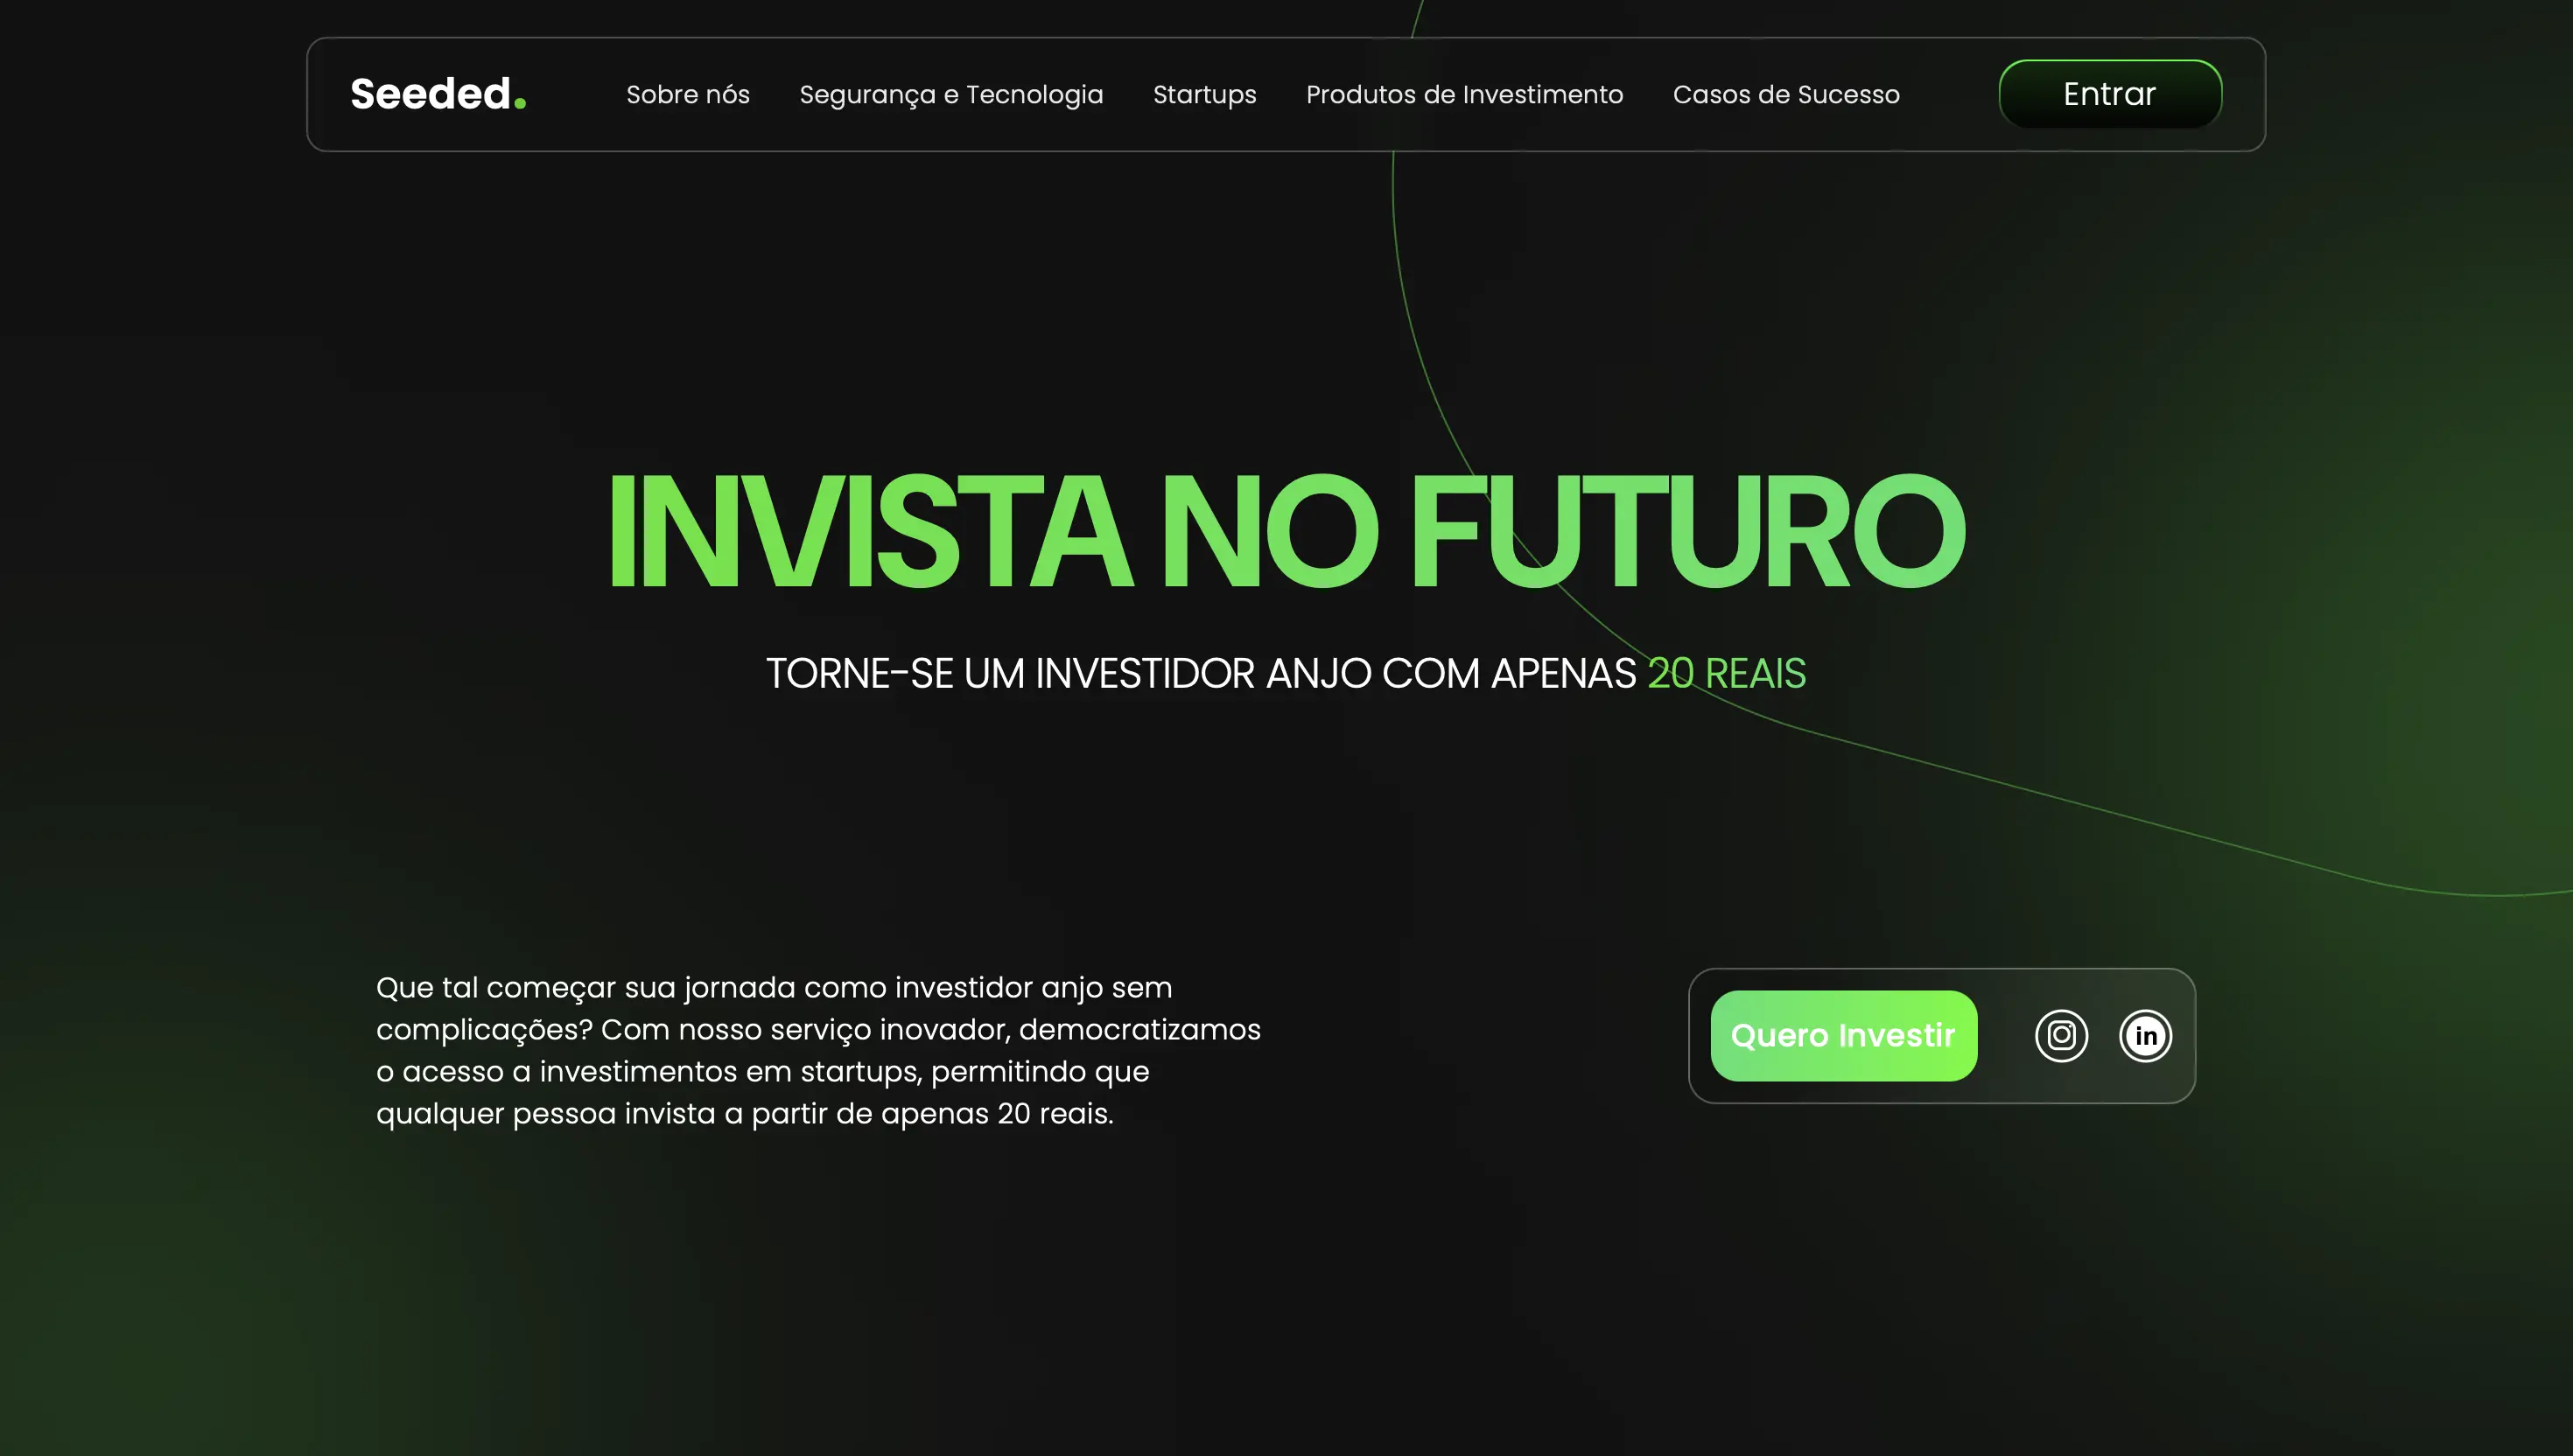 Seeded.
Sobre nós
Segurança e Tecnologia
Startups
Produtos de Investimento
Casos de Sucesso
Entrar
INVISTA NO FUTURO
TORNE-SE UM INVESTIDOR ANJO COM APENAS 20 REAIS
Que tal começar sua jornada como investidor anjo sem
complicações? Com nosso serviço inovador, democratizamos
o acesso a investimentos em startups, permitindo que
qualquer pessoa invista a partir de apenas 20 reais.
Quero Investir
in